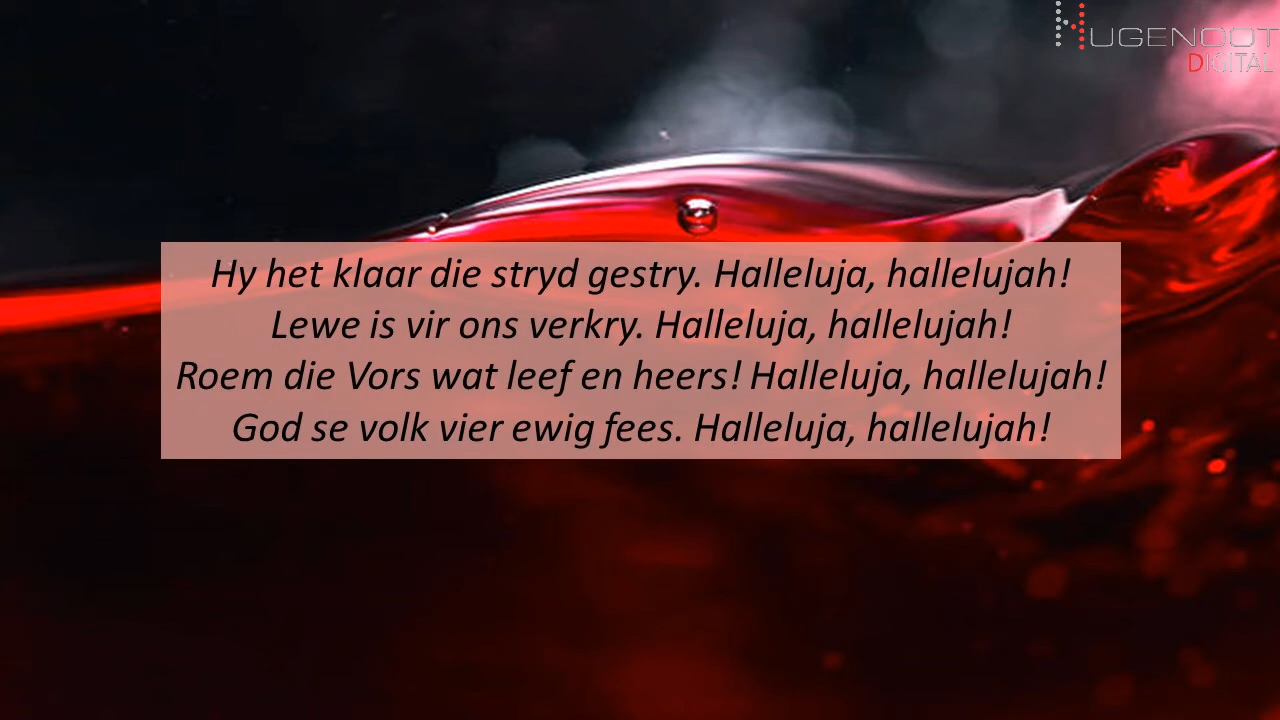 HUGENOOT
DIGITAL
Hy het klaar die stryd gestry. Halleluja, hallelujah!
Lewe is vir ons verkry. Halleluja, hallelujah!
Roem die Vors wat leef en heers! Halleluja, hallelujah!
God se volk vier ewig fees. Halleluja, hallelujah!